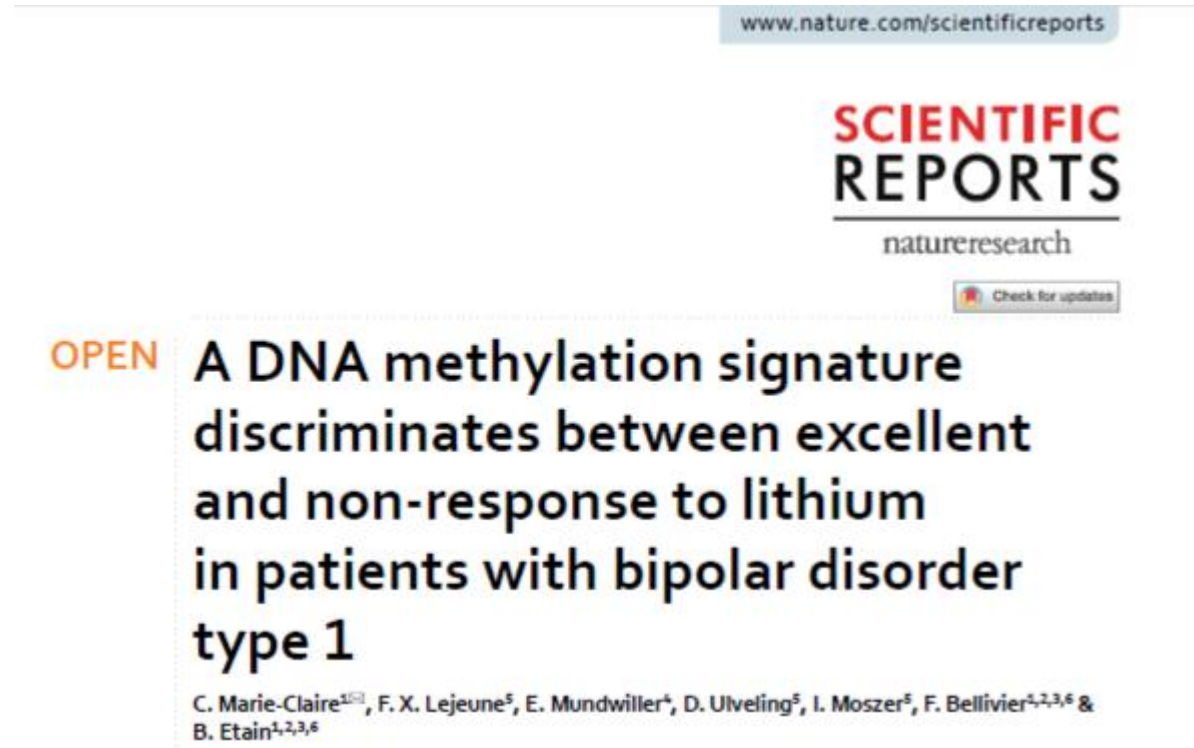 www.nature.com/scientificreports
SCIENTIFIC
REPORTS
natureresearch
Check for updates
OPEN
A DNA methylation signature
discriminates between excellent
and non-response to lithium
in patients with bipolar disorder
type 1
C. Marie-Claire¹✉, F. X. Lejeune⁵, E. Mundwiller⁴, D. Ulveling⁵, I. Moszer⁵, F. Bellivier¹,²,³,⁶ &
B. Etain¹,²,³,⁶